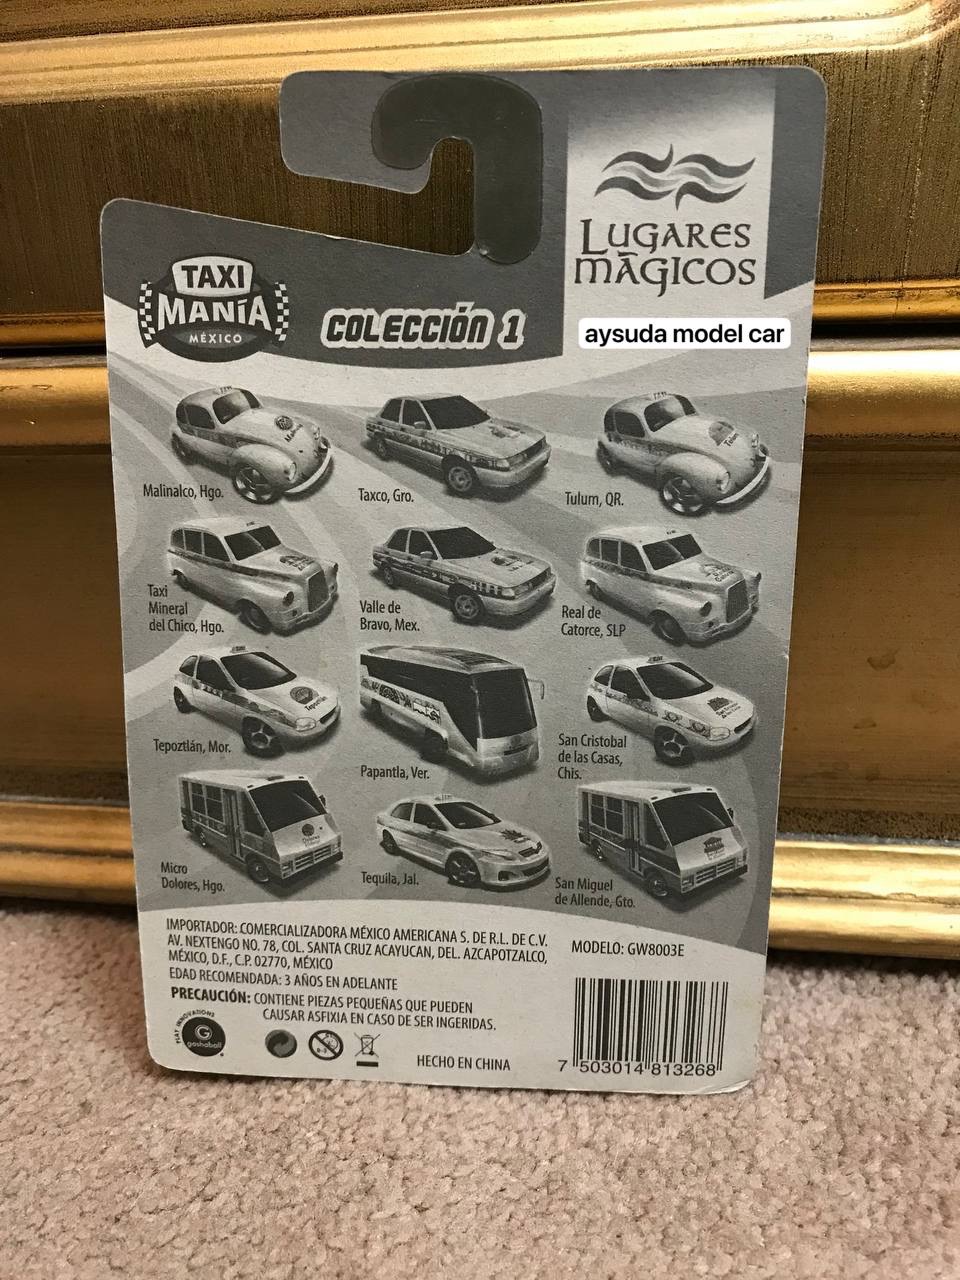 LUGARES
MÁGICOS
TAXI
MANÍA
MÉXICO
COLECCIÓN 1
aysuda model car
Malinalco, Hgo.
Taxco, Gro.
Tulum, QR.
Taxi
Mineral
del Chico, Hgo.
Valle de
Bravo, Mex.
Real de
Catorce, SLP
Tepoztlán, Mor.
Papantla, Ver.
San Cristobal
de las Casas,
Chis.
Micro
Dolores, Hgo.
Tequila, Jal.
San Miguel
de Allende, Gto.
IMPORTADOR: COMERCIALIZADORA MÉXICO AMERICANA S. DE R.L. DE C.V.
AV. NEXTENGO NO. 78, COL. SANTA CRUZ ACAYUCAN, DEL. AZCAPOTZALCO,
MÉXICO, D.F., C.P. 02770, MÉXICO
EDAD RECOMENDADA: 3 AÑOS EN ADELANTE
PRECAUCIÓN: CONTIENE PIEZAS PEQUEÑAS QUE PUEDEN
CAUSAR ASFIXIA EN CASO DE SER INGERIDAS.
MODELO: GW8003E
PLAY INNOVATIONS
G
goshaball
0-3
HECHO EN CHINA
7 503014 813268